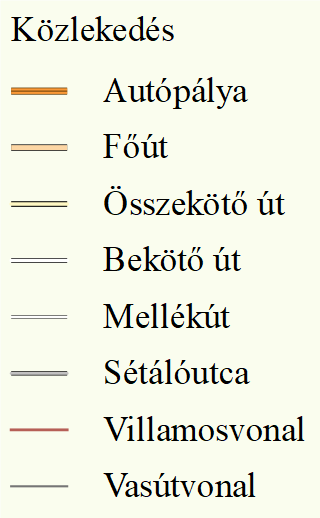 Közlekedés
Autópálya
Főút
Összekötő út
Bekötő út
Mellékút
Sétálóutca
Villamosvonal
Vasútvonal